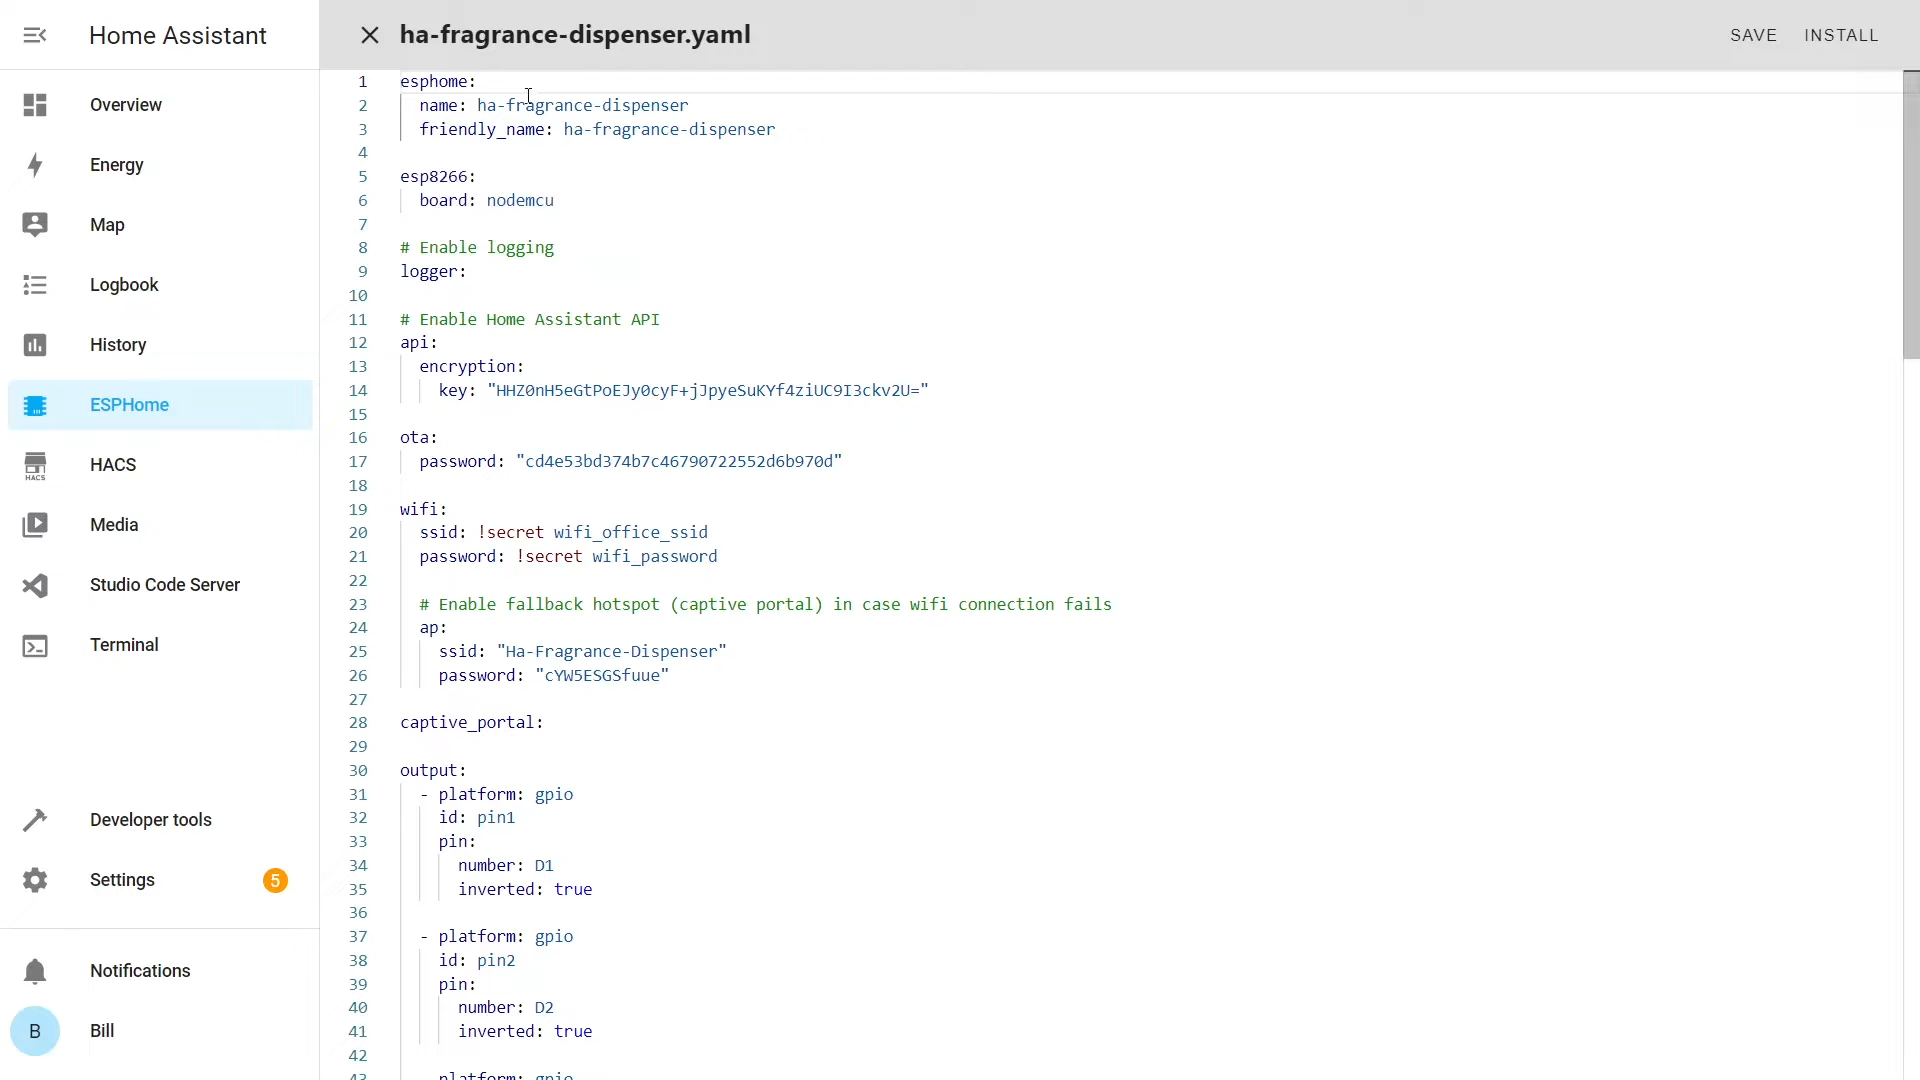 Home Assistant
Overview
Energy
Map
Logbook
History
ESPHome
HACS
HACS
Media
Studio Code Server
Terminal
Developer tools
Settings
5
Notifications
B
Bill
ha-fragrance-dispenser.yaml
SAVE
INSTALL
1 esphome:
2   name: ha-fragrance-dispenser
3   friendly_name: ha-fragrance-dispenser
4
5 esp8266:
6   board: nodemcu
7
8 # Enable logging
9 logger:
10
11 # Enable Home Assistant API
12 api:
13   encryption:
14     key: "HHZ0nH5eGtPoEJy0cyF+jJpyeSuKYf4ziUC9I3ckv2U="
15
16 ota:
17   password: "cd4e53bd374b7c46790722552d6b970d"
18
19 wifi:
20   ssid: !secret wifi_office_ssid
21   password: !secret wifi_password
22
23   # Enable fallback hotspot (captive portal) in case wifi connection fails
24   ap:
25     ssid: "Ha-Fragrance-Dispenser"
26     password: "cYW5ESGSfuue"
27
28 captive_portal:
29
30 output:
31   - platform: gpio
32     id: pin1
33     pin:
34       number: D1
35       inverted: true
36
37   - platform: gpio
38     id: pin2
39     pin:
40       number: D2
41       inverted: true
42
43   - platform: gpio